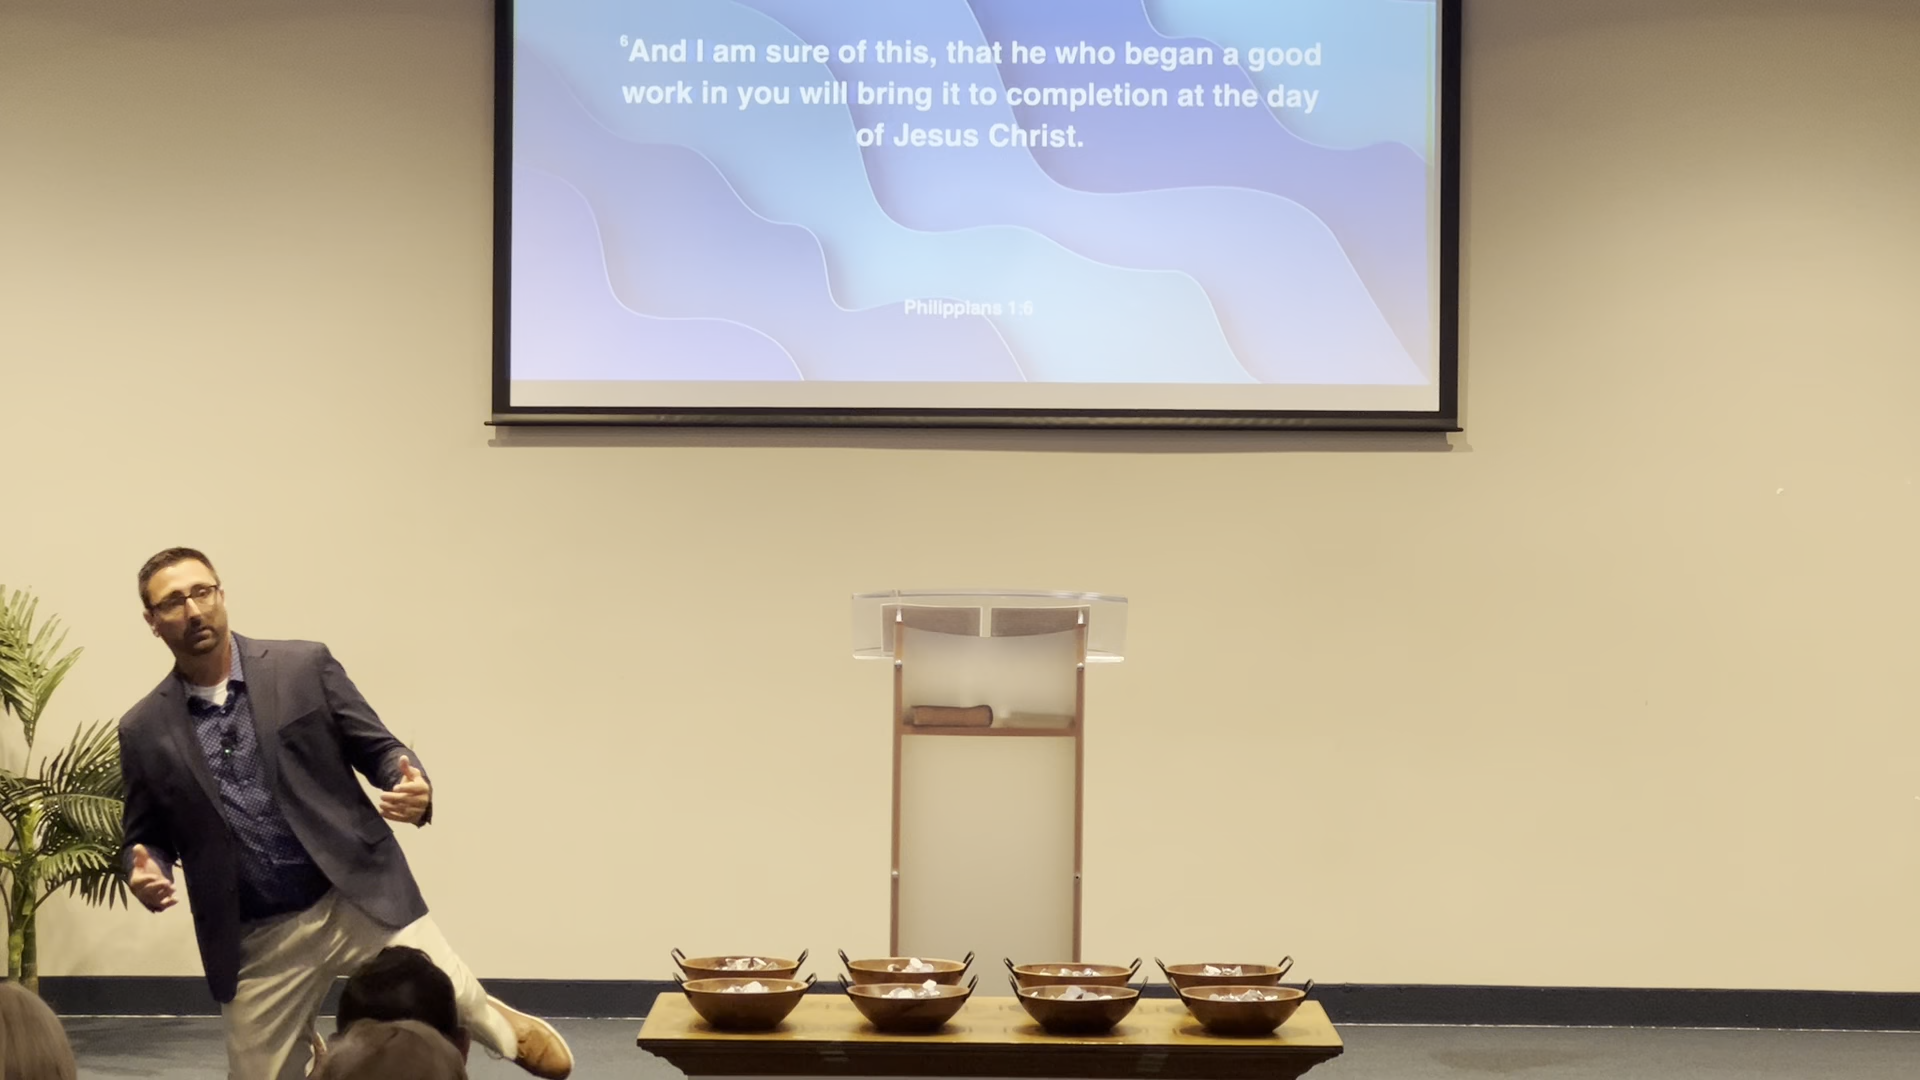 ⁶And I am sure of this, that he who began a good
work in you will bring it to completion at the day
of Jesus Christ.
Philippians 1:6